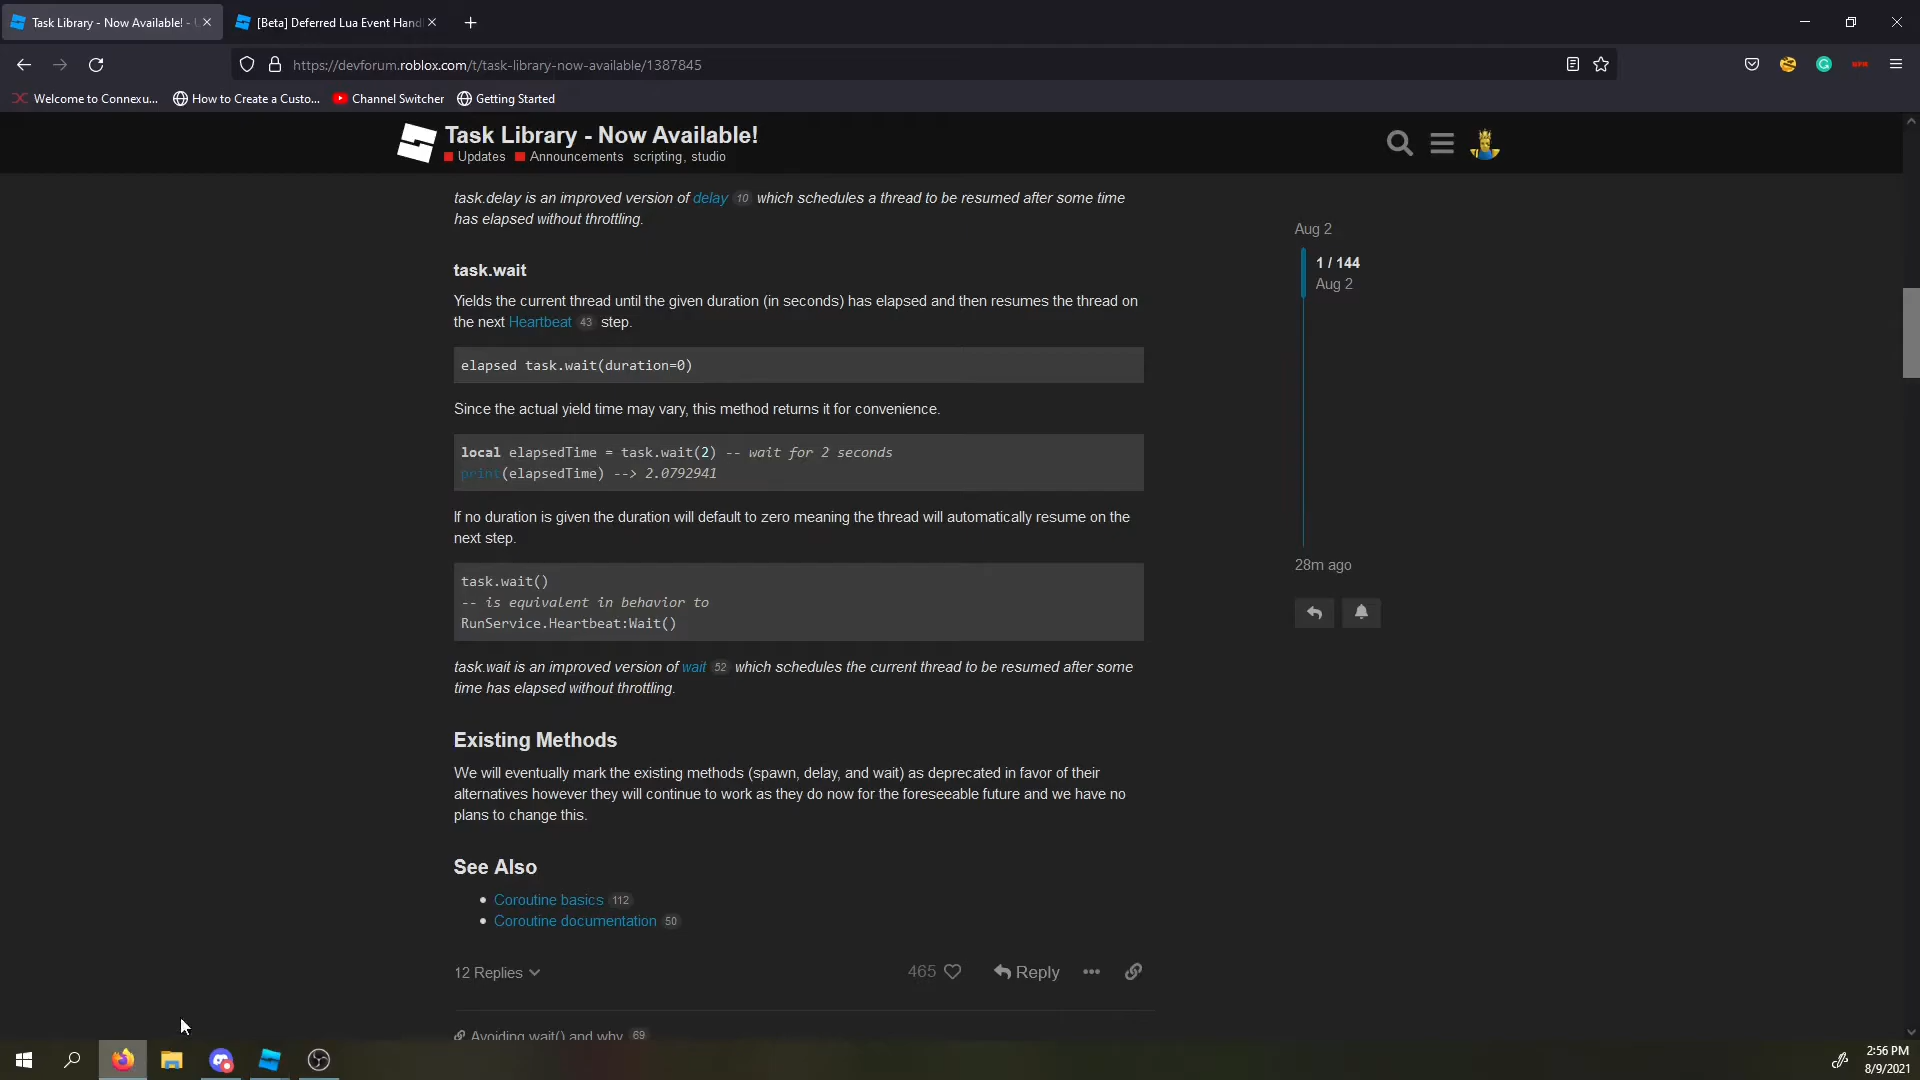 Task Library - Now Available! -
[Beta] Deferred Lua Event Hand
https://devforum.roblox.com/t/task-library-now-available/1387845
Welcome to Connexu...
How to Create a Custo...
Channel Switcher
Getting Started
Task Library - Now Available!
Updates Announcements scripting, studio
task.delay is an improved version of delay 10 which schedules a thread to be resumed after some time
has elapsed without throttling.
task.wait
Yields the current thread until the given duration (in seconds) has elapsed and then resumes the thread on
the next Heartbeat 43 step.
elapsed task.wait(duration=0)
Since the actual yield time may vary, this method returns it for convenience.
local elapsedTime = task.wait(2) -- wait for 2 seconds
print(elapsedTime) --> 2.0792941
If no duration is given the duration will default to zero meaning the thread will automatically resume on the
next step.
task.wait()
-- is equivalent in behavior to
RunService.Heartbeat:Wait()
task.wait is an improved version of wait 52 which schedules the current thread to be resumed after some
time has elapsed without throttling.
Existing Methods
We will eventually mark the existing methods (spawn, delay, and wait) as deprecated in favor of their
alternatives however they will continue to work as they do now for the foreseeable future and we have no
plans to change this.
See Also
Coroutine basics 112
Coroutine documentation 50
12 Replies
465
Reply
Avoiding wait() and why 69
Aug 2
1 / 144
Aug 2
28m ago
2:56 PM
8/9/2021